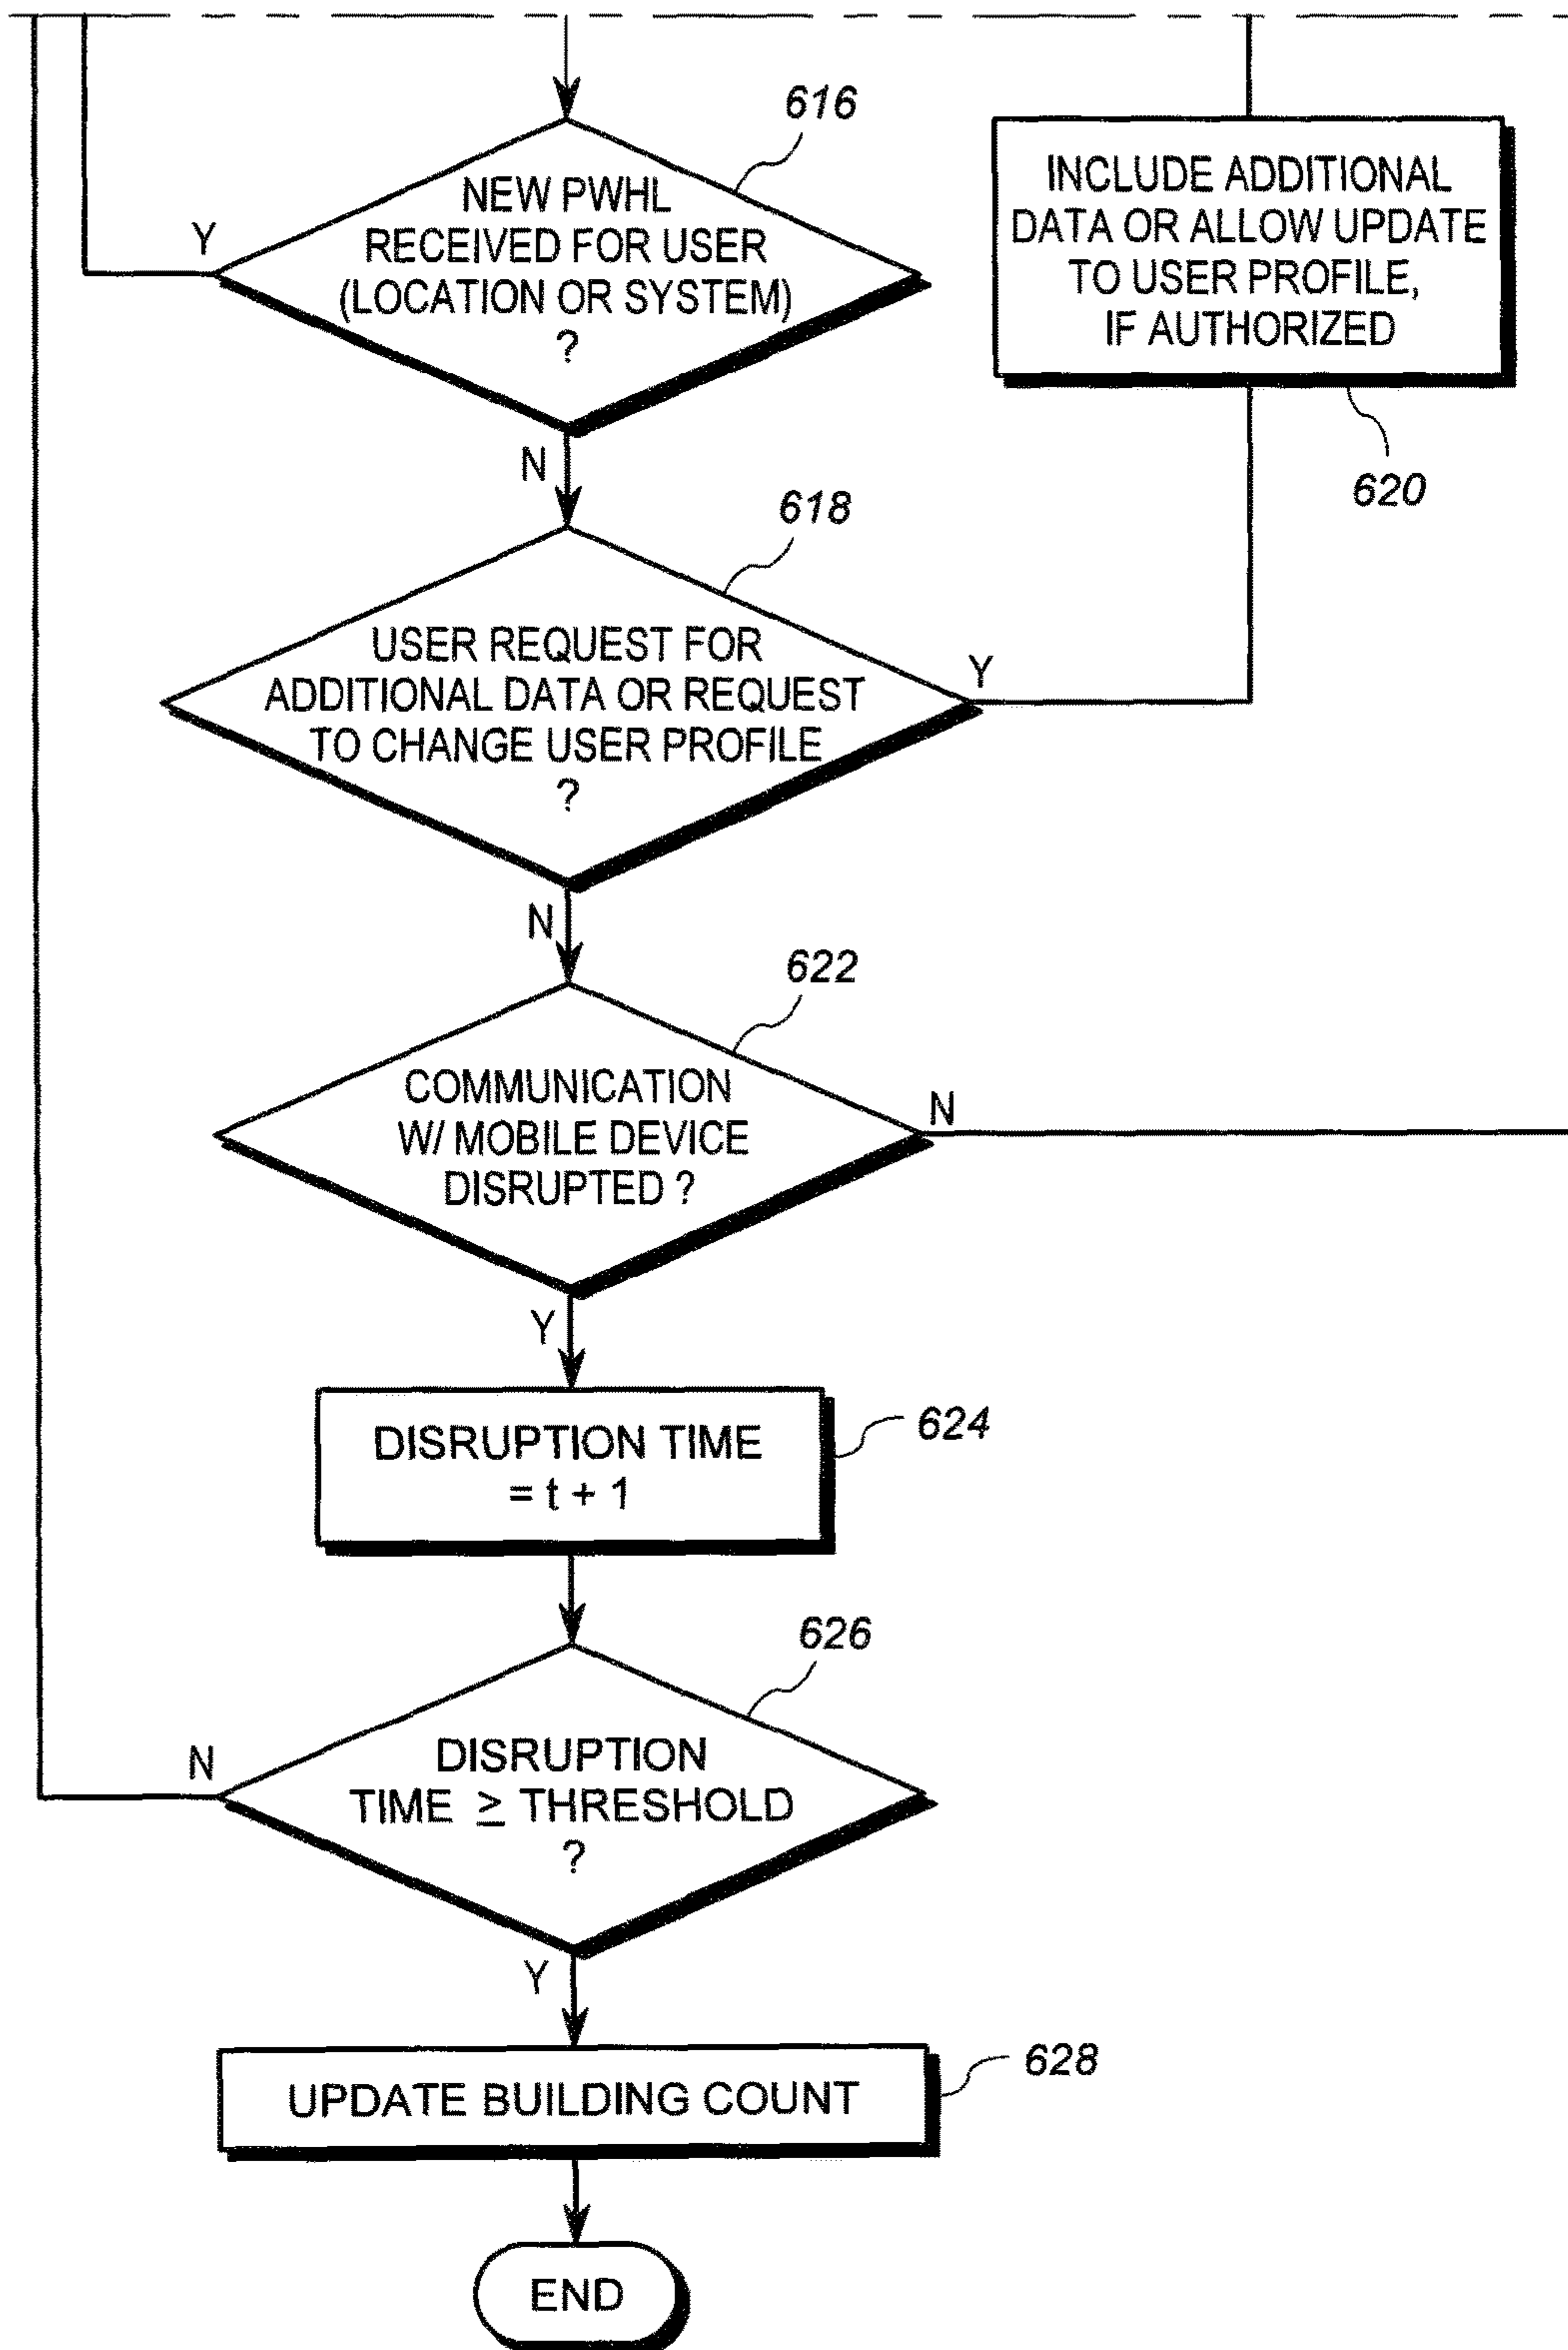 616
NEW PWHL
RECEIVED FOR USER
(LOCATION OR SYSTEM)
?
Y
N
INCLUDE ADDITIONAL
DATA OR ALLOW UPDATE
TO USER PROFILE,
IF AUTHORIZED
620
618
USER REQUEST FOR
ADDITIONAL DATA OR REQUEST
TO CHANGE USER PROFILE
?
Y
N
622
COMMUNICATION
W/ MOBILE DEVICE
DISRUPTED ?
N
Y
DISRUPTION TIME
= t + 1
624
626
DISRUPTION
TIME ≥ THRESHOLD
?
N
Y
UPDATE BUILDING COUNT
628
END